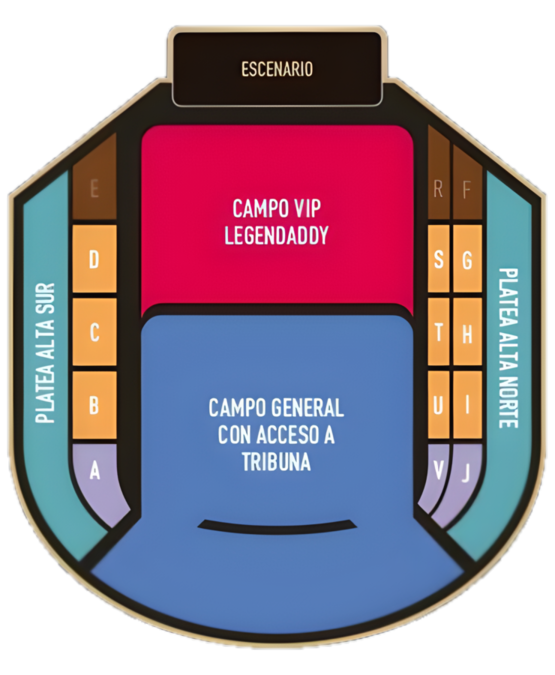 ESCENARIO
CAMPO VIP
LEGENDADDY
E
R F
D
S G
C
T H
B
U I
A
V J
PLATEA ALTA SUR
PLATEA ALTA NORTE
CAMPO GENERAL
CON ACCESO A
TRIBUNA